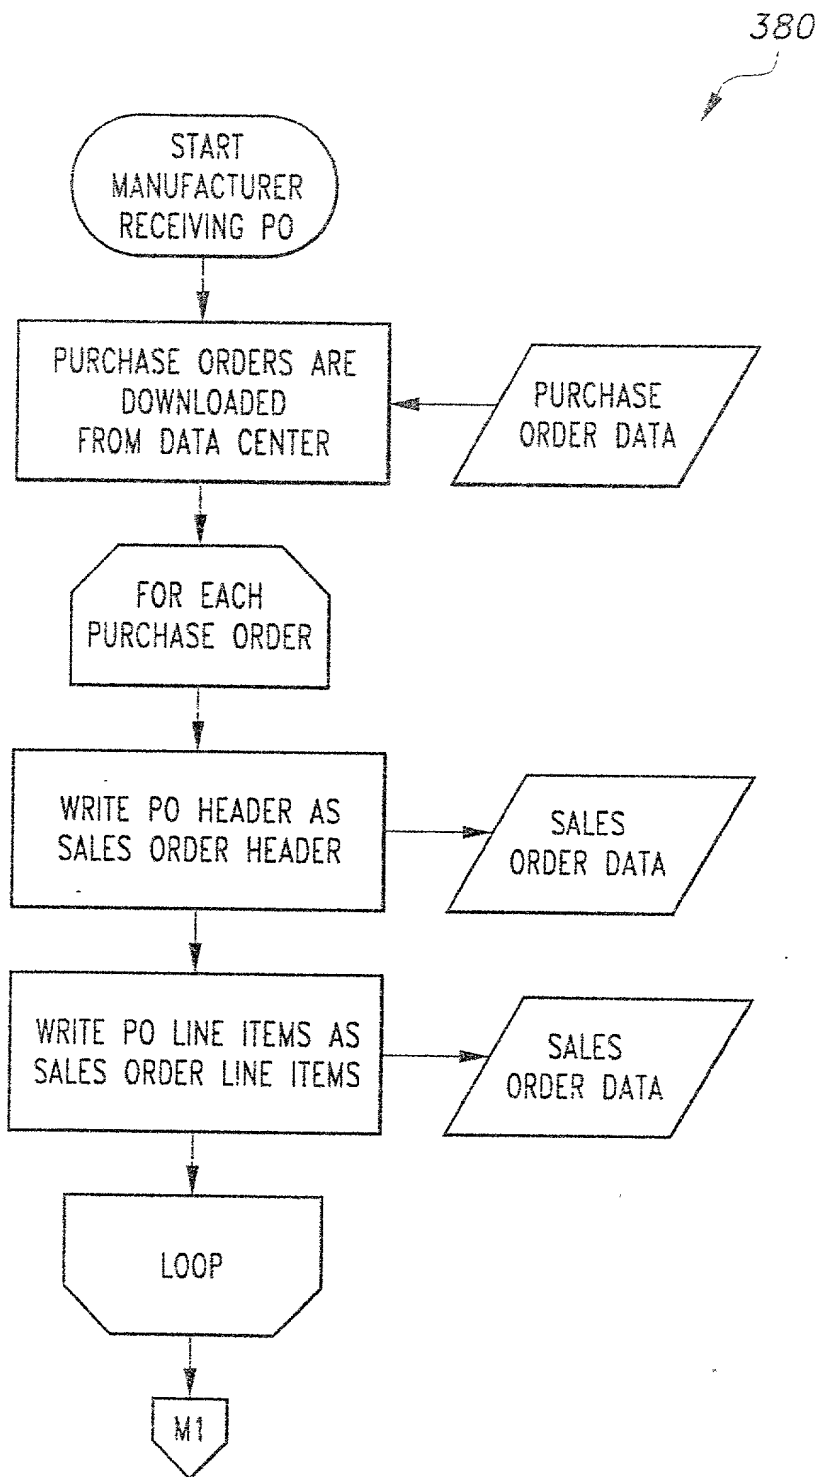 380
START
MANUFACTURER
RECEIVING PO
PURCHASE ORDERS ARE
DOWNLOADED
FROM DATA CENTER
PURCHASE
ORDER DATA
FOR EACH
PURCHASE ORDER
WRITE PO HEADER AS
SALES ORDER HEADER
SALES
ORDER DATA
WRITE PO LINE ITEMS AS
SALES ORDER LINE ITEMS
SALES
ORDER DATA
LOOP
M1